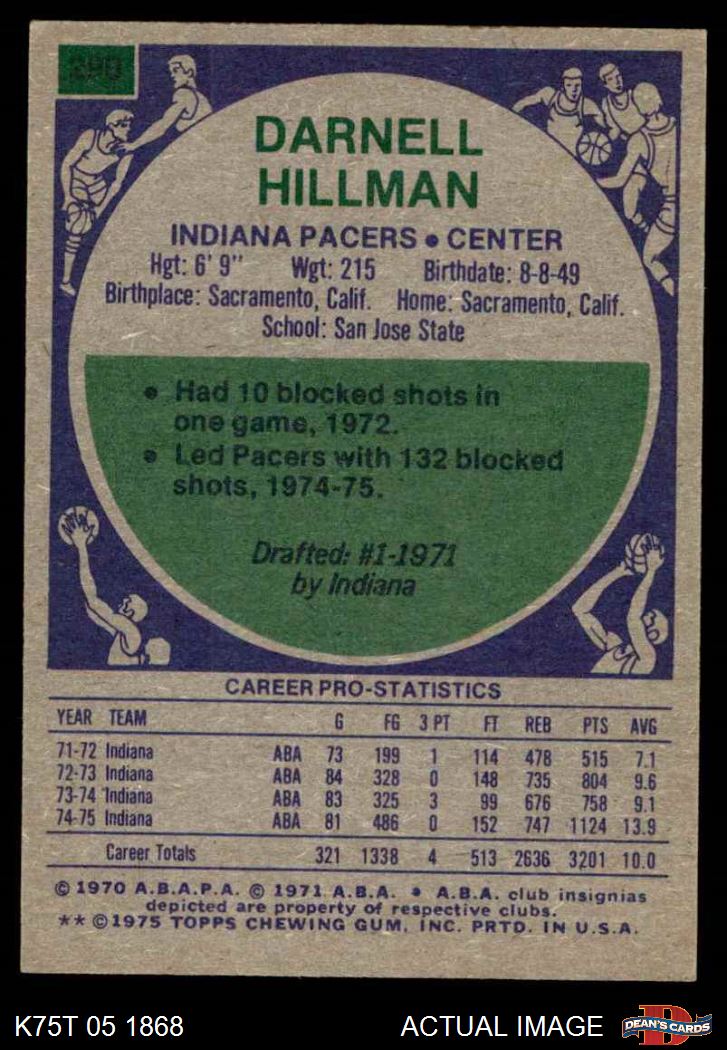 290
DARNELL
HILLMAN
INDIANA PACERS • CENTER
Hgt: 6' 9" Wgt: 215 Birthdate: 8-8-49
Birthplace: Sacramento, Calif. Home: Sacramento, Calif.
School: San Jose State
• Had 10 blocked shots in
one game, 1972.
• Led Pacers with 132 blocked
shots, 1974-75.
Drafted: #1-1971
by Indiana
CAREER PRO-STATISTICS
YEAR TEAM G FG 3 PT FT REB PTS AVG
71-72 Indiana ABA 73 199 1 114 478 515 7.1
72-73 Indiana ABA 84 328 0 148 735 804 9.6
73-74 Indiana ABA 83 325 3 99 676 758 9.1
74-75 Indiana ABA 81 486 0 152 747 1124 13.9
Career Totals 321 1338 4 513 2636 3201 10.0
© 1970 A.B.A.P.A. © 1971 A.B.A. • A.B.A. club insignias
depicted are property of respective clubs.
** ©1975 TOPPS CHEWING GUM, INC. PRTD. IN U.S.A.
K75T 05 1868 ACTUAL IMAGE D DEAN'S CARDS